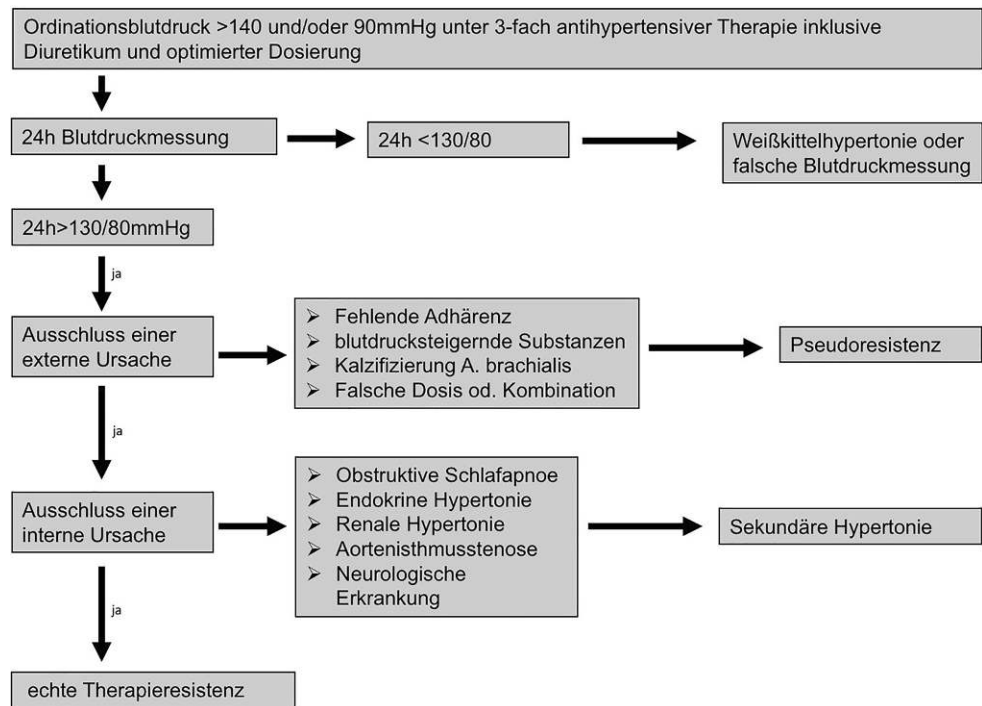 Ordinationsblutdruck >140 und/oder 90mmHg unter 3-fach antihypertensiver Therapie inklusive
Diuretikum und optimierter Dosierung
24h Blutdruckmessung
24h <130/80
Weißkittelhypertonie oder
falsche Blutdruckmessung
24h>130/80mmHg
ja
Ausschluss einer
externe Ursache
➢ Fehlende Adhärenz
➢ blutdrucksteigernde Substanzen
➢ Kalzifizierung A. brachialis
➢ Falsche Dosis od. Kombination
Pseudoresistenz
ja
Ausschluss einer
interne Ursache
➢ Obstruktive Schlafapnoe
➢ Endokrine Hypertonie
➢ Renale Hypertonie
➢ Aortenisthmusstenose
➢ Neurologische
Erkrankung
Sekundäre Hypertonie
ja
echte Therapieresistenz